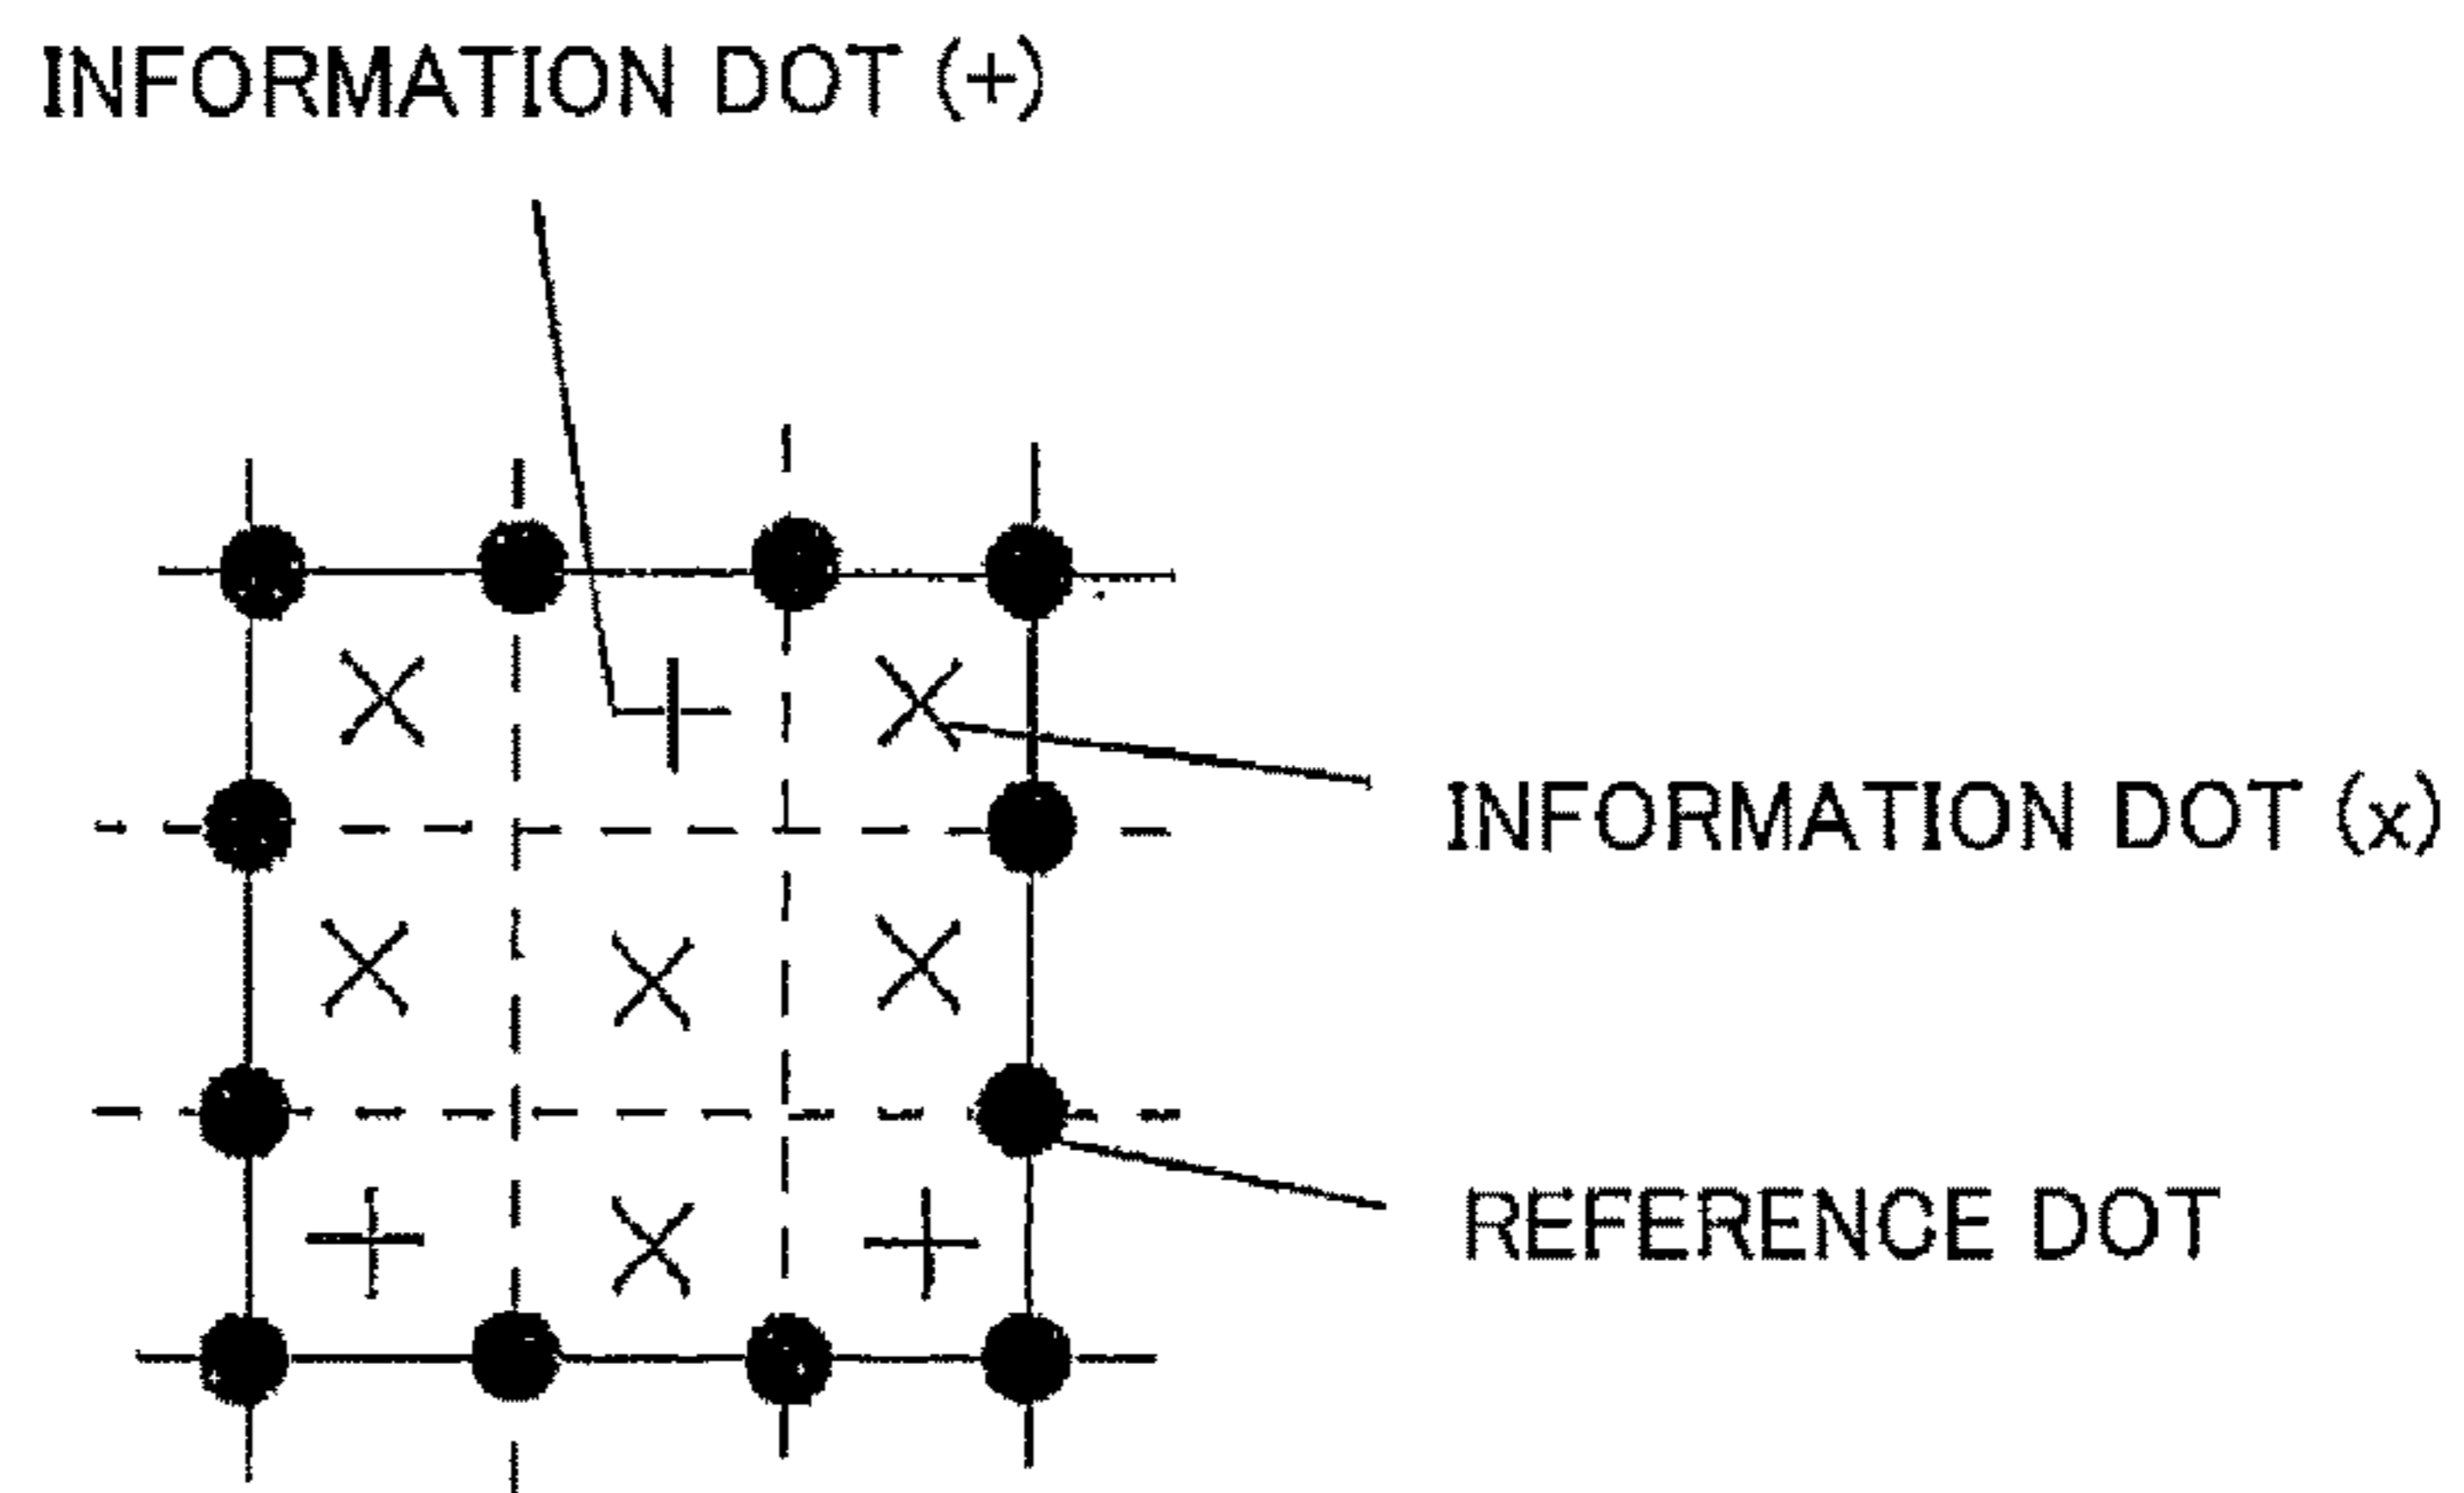 INFORMATION DOT (+)
INFORMATION DOT (x)
REFERENCE DOT